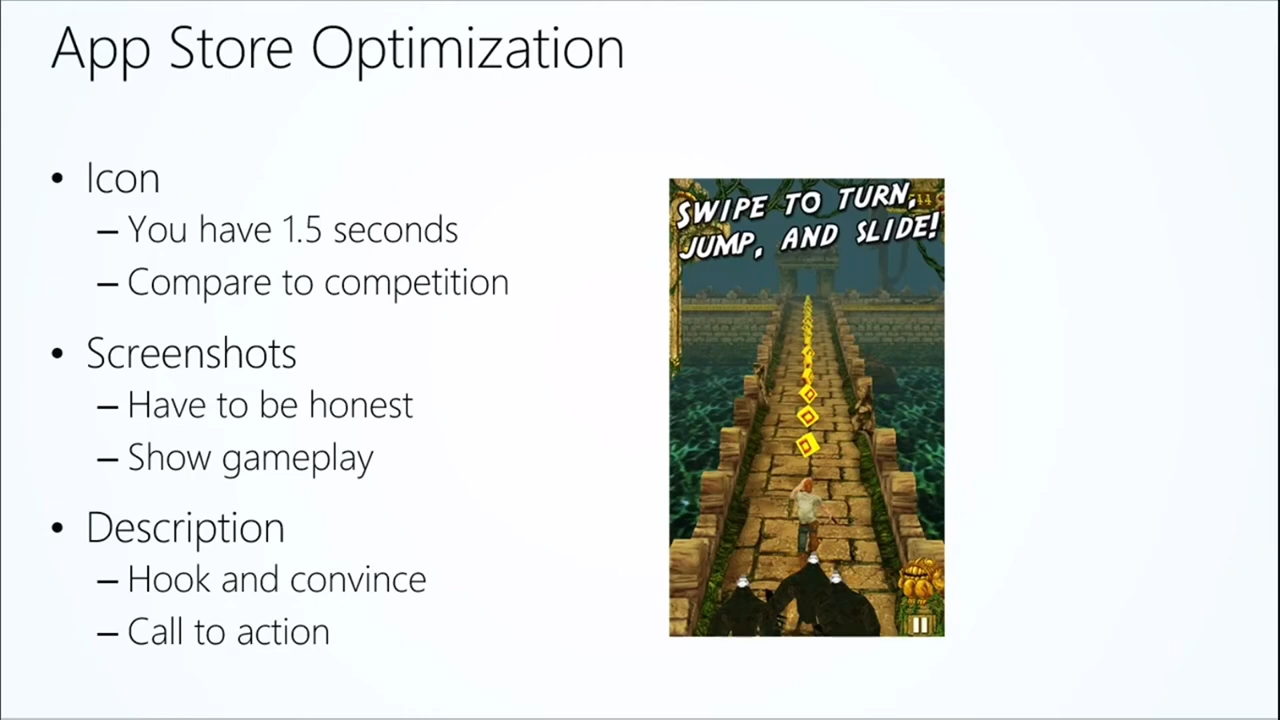 App Store Optimization
• Icon
– You have 1.5 seconds
– Compare to competition
• Screenshots
– Have to be honest
– Show gameplay
• Description
– Hook and convince
– Call to action
SWIPE TO TURN,
JUMP, AND SLIDE!